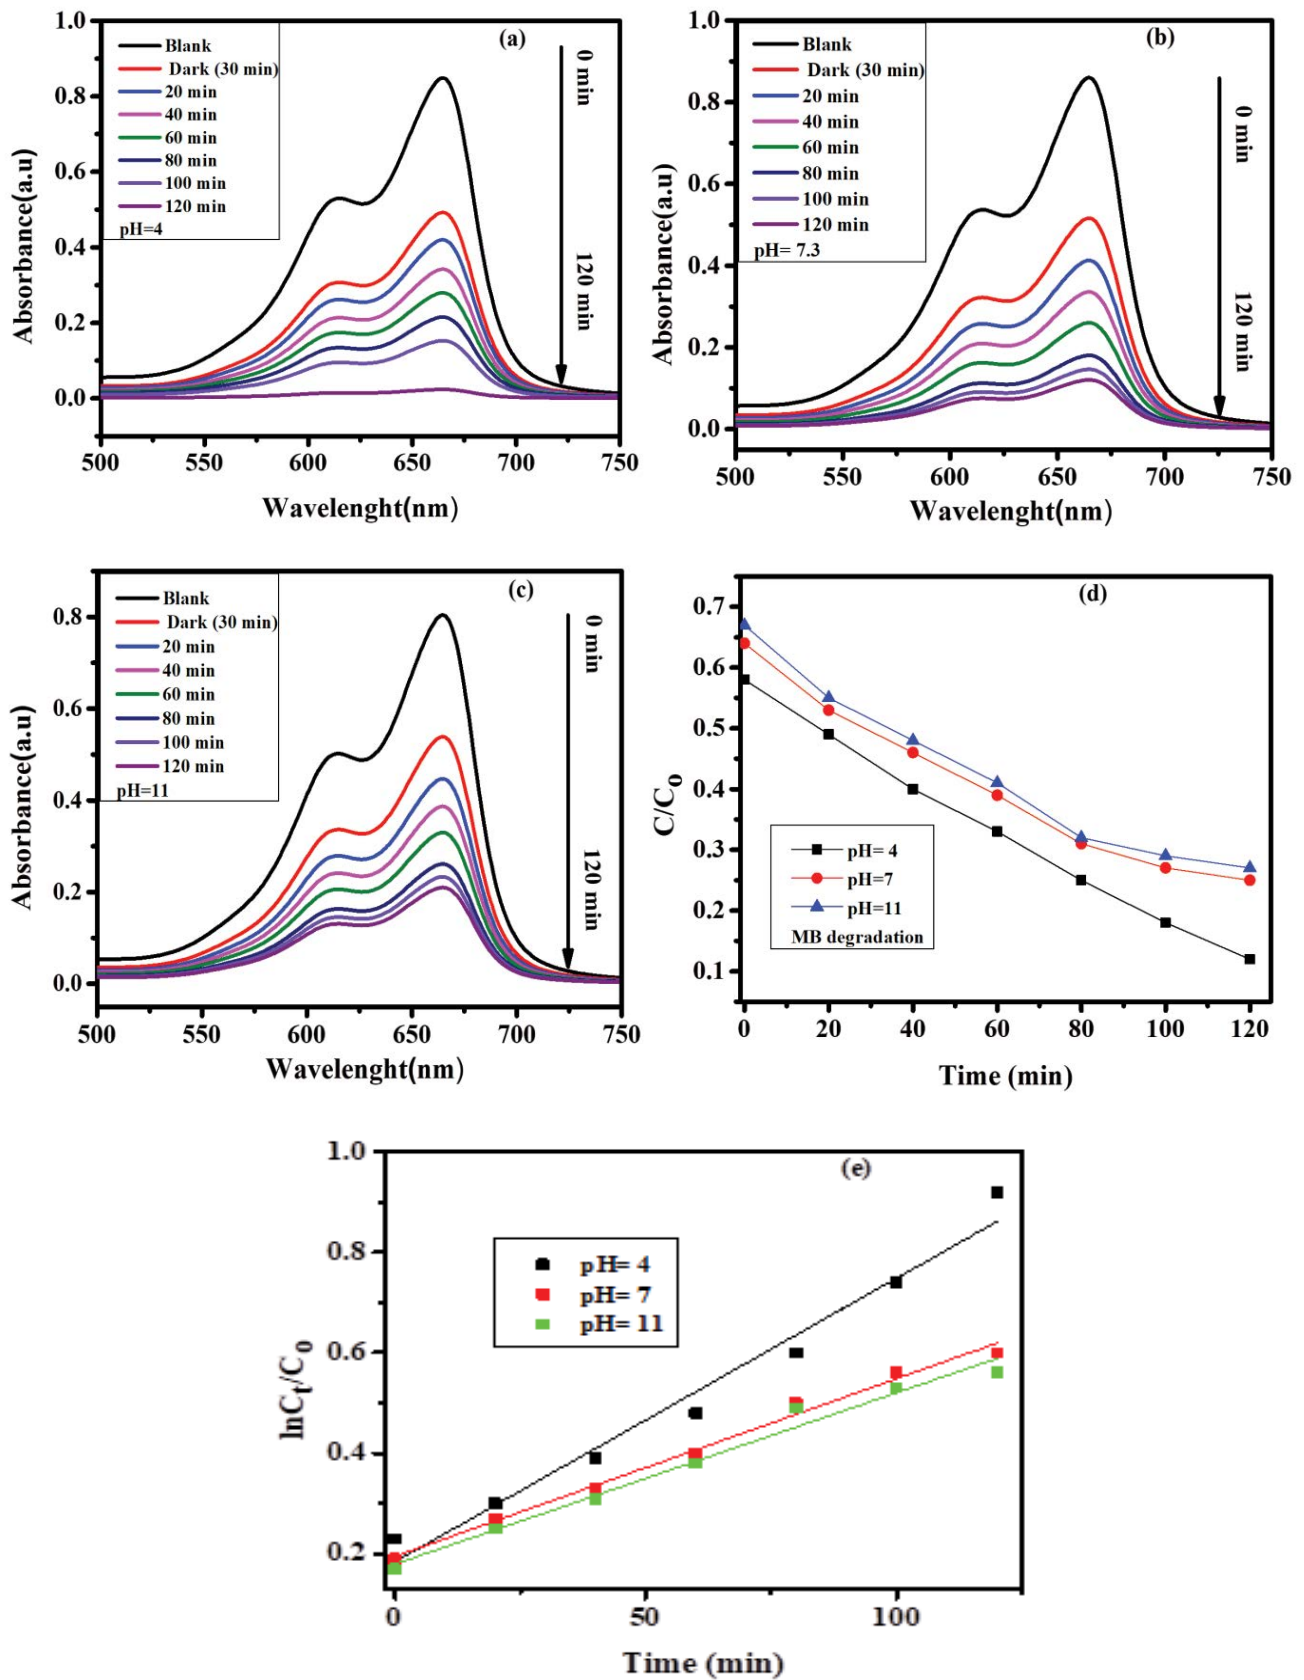 (a)
Blank
Dark (30 min)
20 min
40 min
60 min
80 min
100 min
120 min
pH=4
0 min
120 min
1.0
0.8
0.6
0.4
0.2
0.0
500 550 600 650 700 750
Absorbance(a.u)
Wavelenght(nm)
(b)
Blank
Dark (30 min)
20 min
40 min
60 min
80 min
100 min
120 min
pH= 7.3
0 min
120 min
1.0
0.8
0.6
0.4
0.2
0.0
500 550 600 650 700 750
Absorbance(a.u)
Wavelenght(nm)
(c)
Blank
Dark (30 min)
20 min
40 min
60 min
80 min
100 min
120 min
pH=11
0 min
120 min
0.8
0.6
0.4
0.2
0.0
500 550 600 650 700 750
Absorbance(a.u)
Wavelenght(nm)
(d)
0.7
0.6
0.5
0.4
0.3
0.2
0.1
pH= 4
pH=7
pH=11
MB degradation
0 20 40 60 80 100 120
C/C₀
Time (min)
(e)
1.0
0.8
0.6
0.4
0.2
pH= 4
pH= 7
pH= 11
0 50 100
lnCₜ/C₀
Time (min)